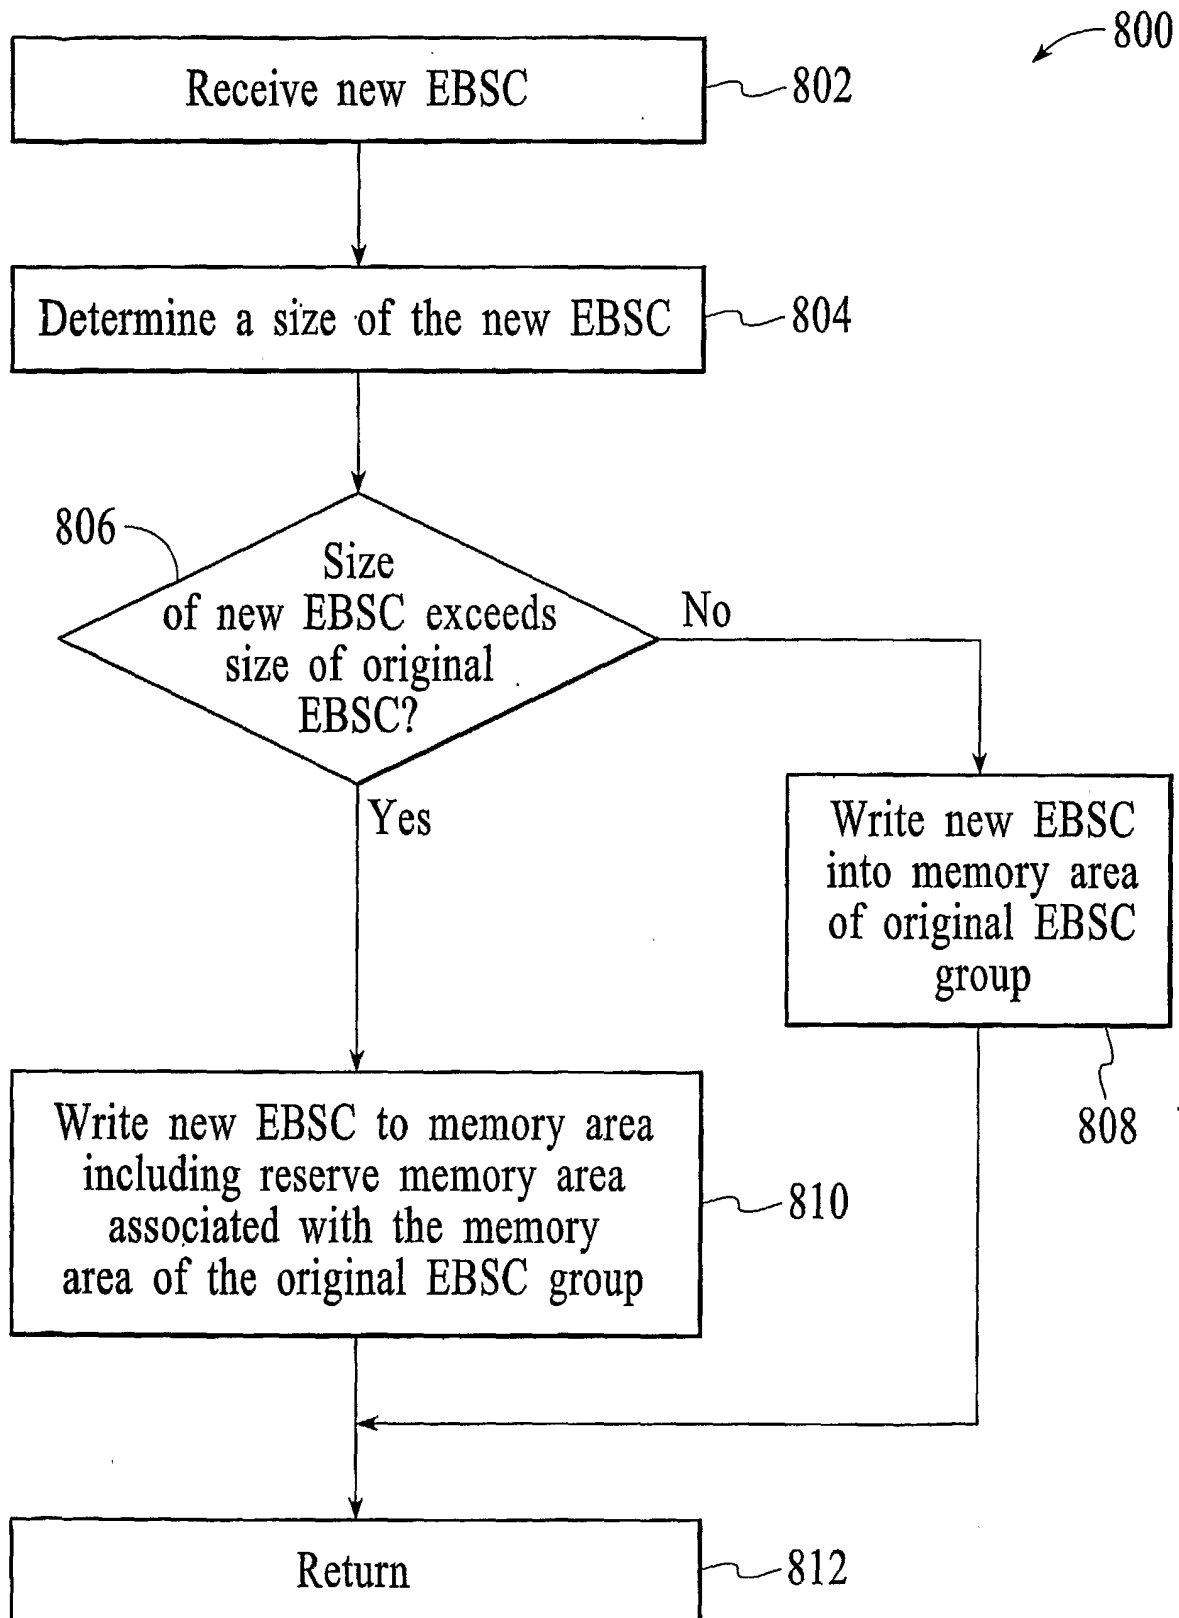 800
Receive new EBSC
802
Determine a size of the new EBSC
804
806
Size
of new EBSC exceeds
size of original
EBSC?
No
Yes
Write new EBSC
into memory area
of original EBSC
group
808
Write new EBSC to memory area
including reserve memory area
associated with the memory
area of the original EBSC group
810
Return
812